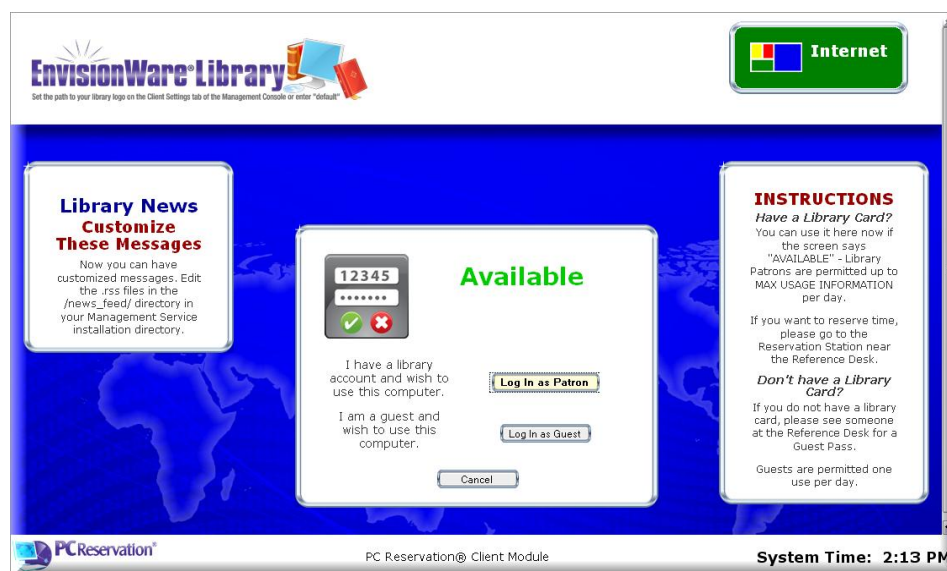 EnvisionWare® Library
Set the path to your library logo on the Client Settings tab of the Management Console or enter "default"
Internet
Library News
Customize
These Messages
Now you can have
customized messages. Edit
the .rss files in the
/news_feed/ directory in
your Management Service
installation directory.
12345
Available
I have a library
account and wish to
use this computer.
Log In as Patron
I am a guest and
wish to use this
computer.
Log In as Guest
Cancel
INSTRUCTIONS
Have a Library Card?
You can use it here now if
the screen says
"AVAILABLE" - Library
Patrons are permitted up to
MAX USAGE INFORMATION
per day.
If you want to reserve time,
please go to the
Reservation Station near
the Reference Desk.
Don't have a Library
Card?
If you do not have a library
card, please see someone
at the Reference Desk for a
Guest Pass.
Guests are permitted one
use per day.
PC Reservation®
PC Reservation® Client Module
System Time: 2:13 PM